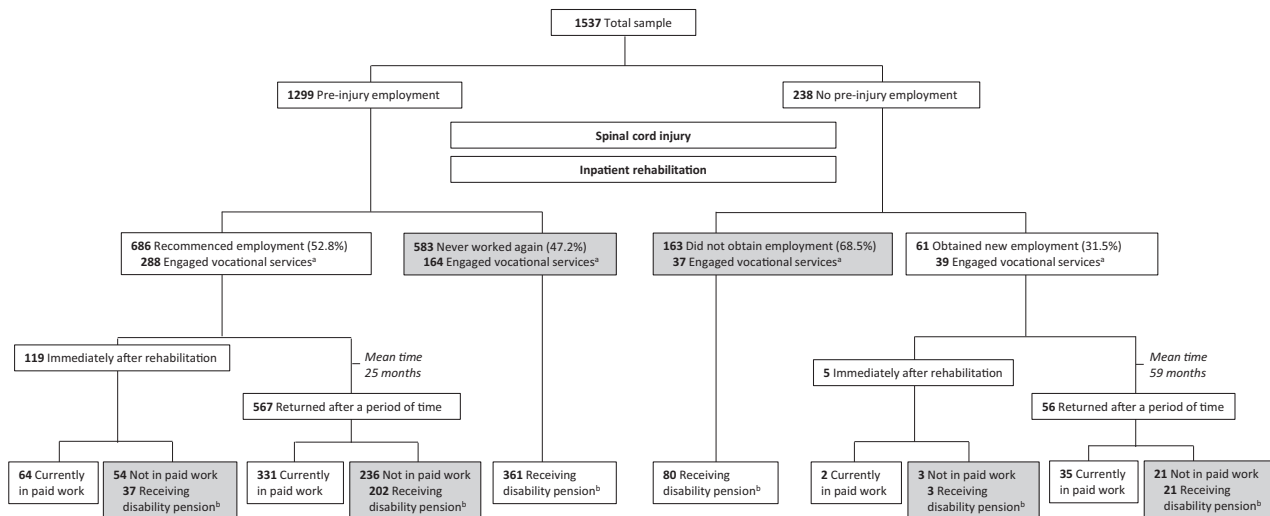 1537 Total sample
1299 Pre-injury employment
238 No pre-injury employment
Spinal cord injury
Inpatient rehabilitation
686 Recommenced employment (52.8%)
288 Engaged vocational servicesᵃ
583 Never worked again (47.2%)
164 Engaged vocational servicesᵃ
163 Did not obtain employment (68.5%)
37 Engaged vocational servicesᵃ
61 Obtained new employment (31.5%)
39 Engaged vocational servicesᵃ
119 Immediately after rehabilitation
Mean time
25 months
567 Returned after a period of time
5 Immediately after rehabilitation
Mean time
59 months
56 Returned after a period of time
64 Currently
in paid work
54 Not in paid work
37 Receiving
disability pensionᵇ
331 Currently
in paid work
236 Not in paid work
202 Receiving
disability pensionᵇ
361 Receiving
disability pensionᵇ
80 Receiving
disability pensionᵇ
2 Currently
in paid work
3 Not in paid work
3 Receiving
disability pensionᵇ
35 Currently
in paid work
21 Not in paid work
21 Receiving
disability pensionᵇ